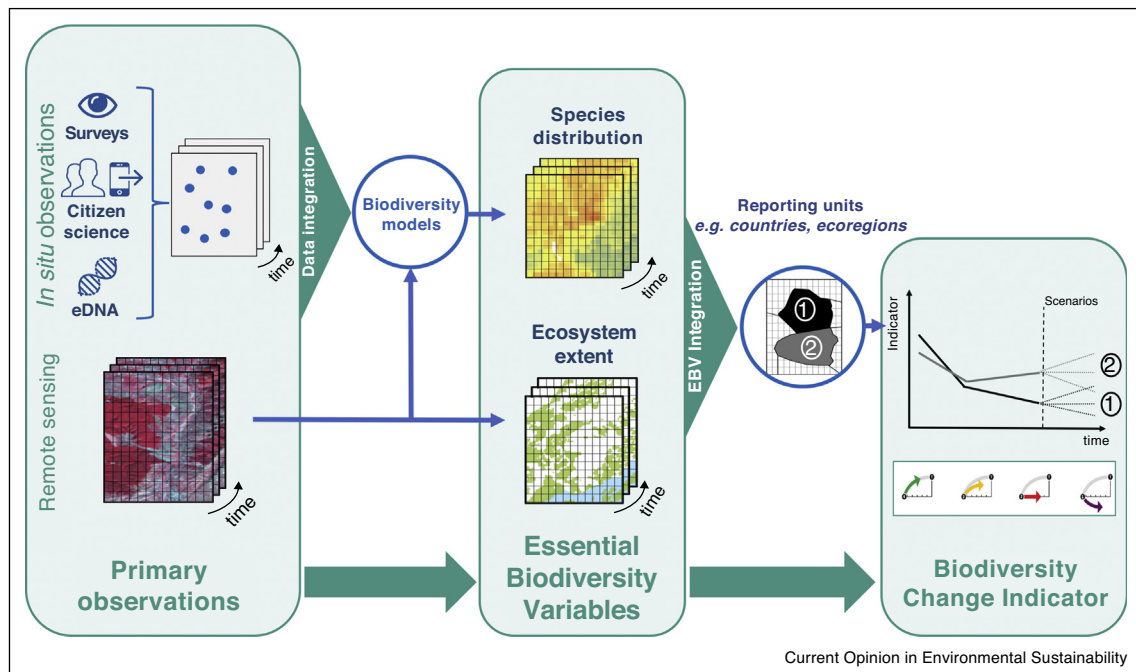 In situ observations
Surveys
Citizen
science
eDNA
time
Data integration
Remote sensing
time
Primary
observations
Biodiversity
models
Species
distribution
time
Ecosystem
extent
time
Essential
Biodiversity
Variables
EBV Integration
Reporting units
e.g. countries, ecoregions
1
2
Indicator
Scenarios
2
1
time
Biodiversity
Change Indicator
Current Opinion in Environmental Sustainability